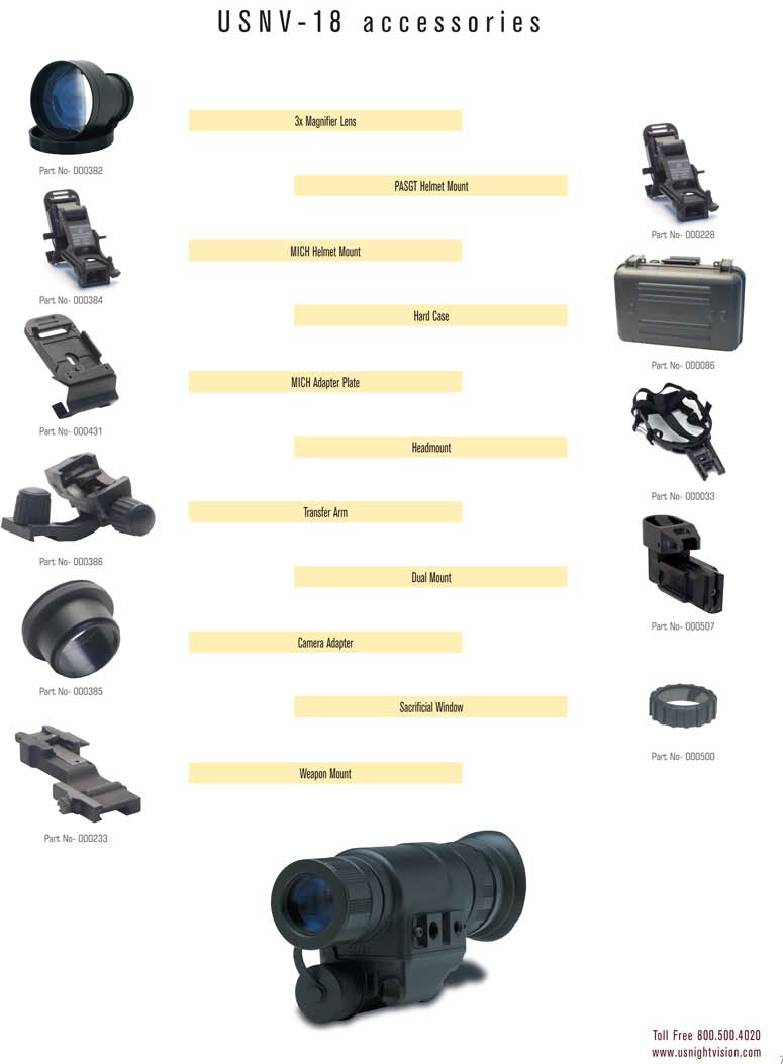 USNV-18 accessories
3x Magnifier Lens
Part No- 000382
PASGT Helmet Mount
Part No- 000228
MICH Helmet Mount
Part No- 000384
Hard Case
Part No- 000086
MICH Adapter Plate
Part No- 000431
Headmount
Part No- 000033
Transfer Arm
Part No- 000386
Dual Mount
Part No- 000507
Camera Adapter
Part No- 000385
Sacrificial Window
Part No- 000500
Weapon Mount
Part No- 000233
Toll Free 800.500.4020
www.usnightvision.com